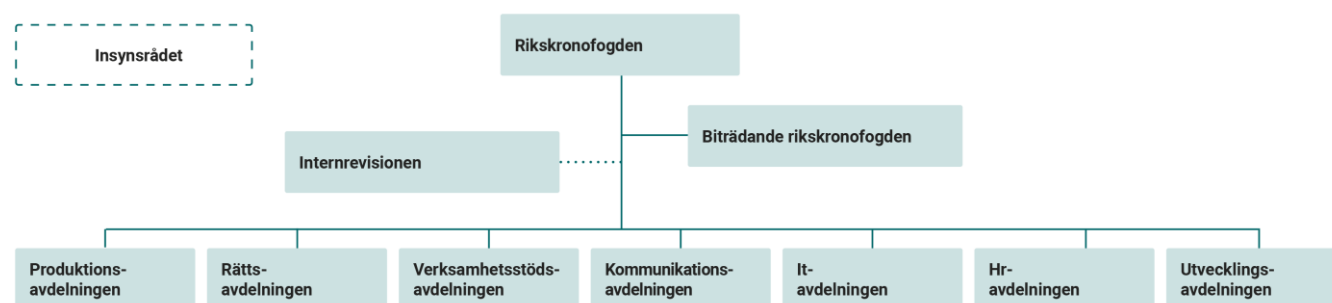 Insynsrådet
Rikskronofogden
Biträdande rikskronofogden
Internrevisionen
Produktions-
avdelningen
Rätts-
avdelningen
Verksamhetsstöds-
avdelningen
Kommunikations-
avdelningen
It-
avdelningen
Hr-
avdelningen
Utvecklings-
avdelningen